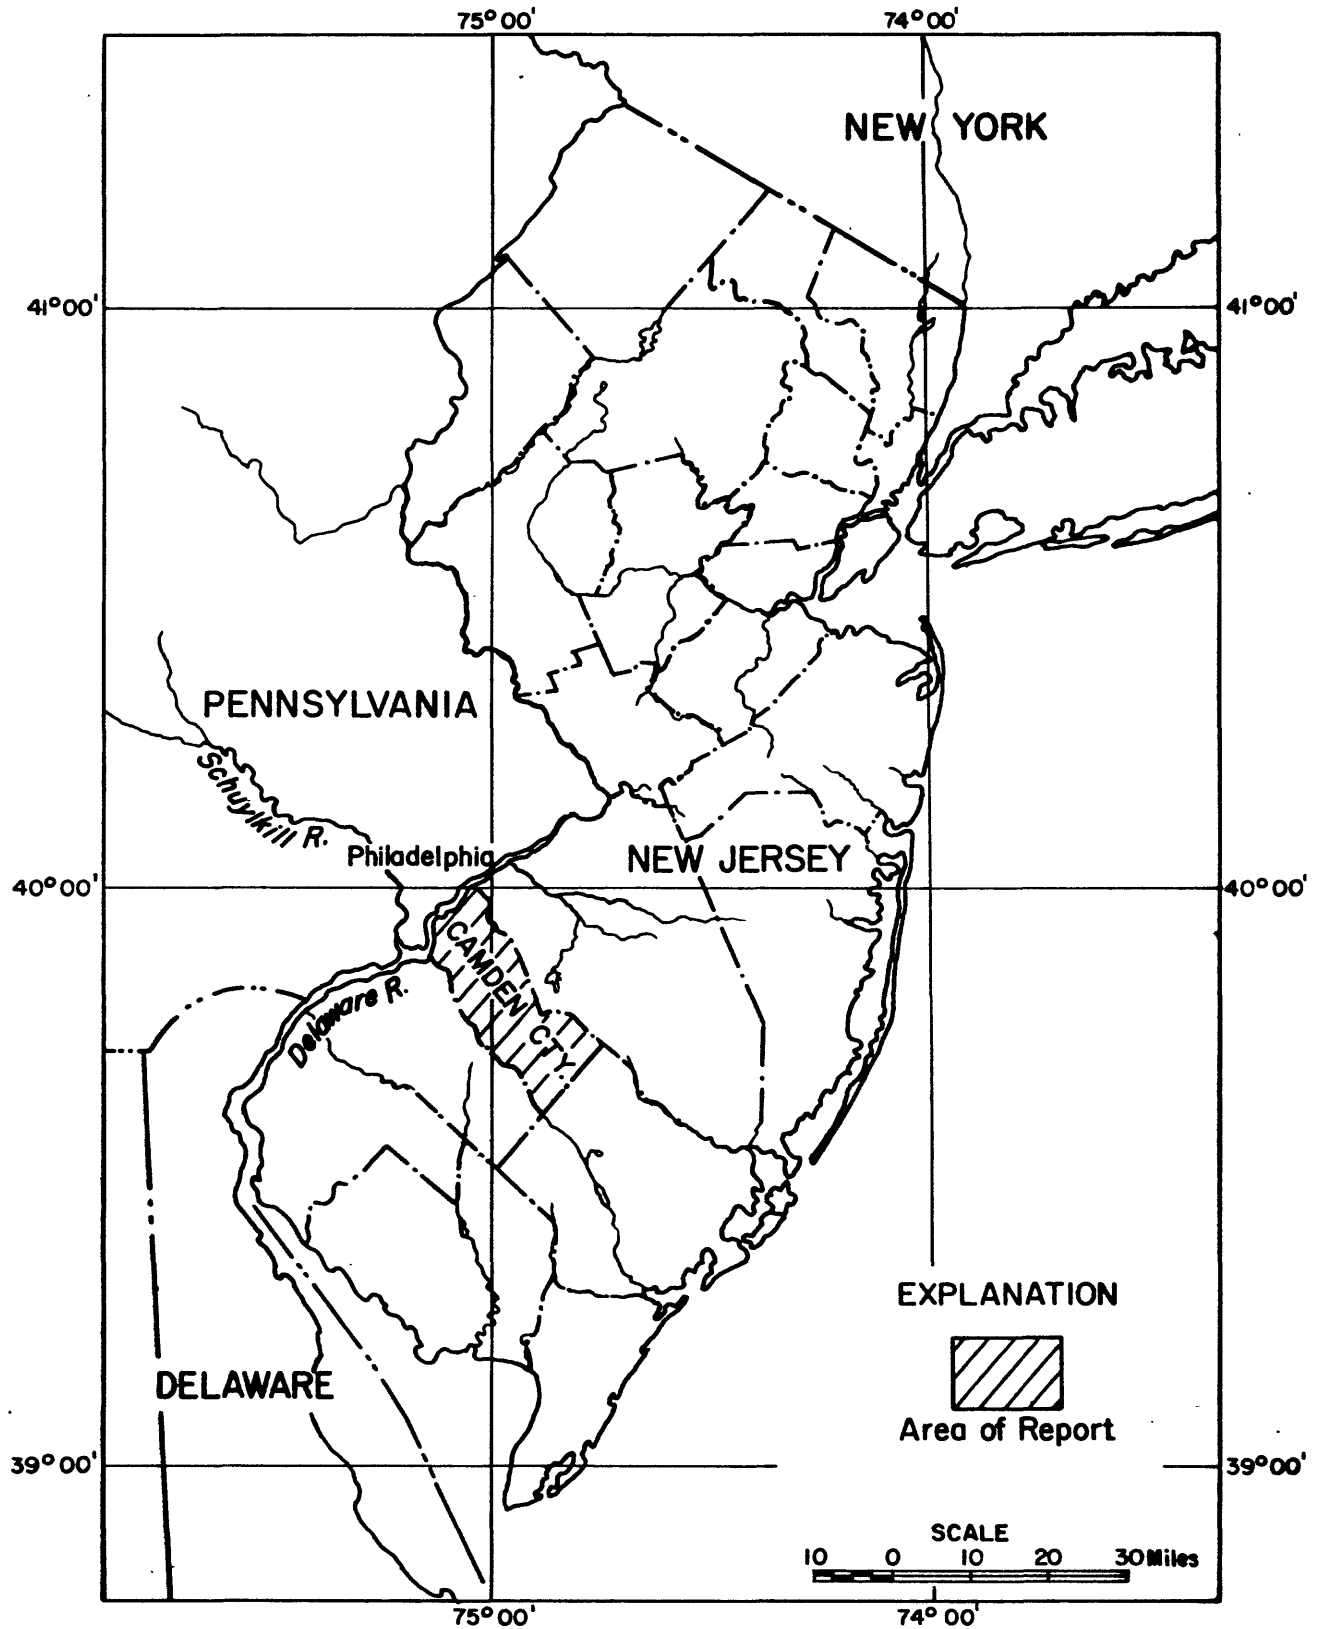 75°00'
74°00'
NEW YORK
41°00'
41°00'
PENNSYLVANIA
Schuylkill R.
Philadelphia
NEW JERSEY
40°00'
40°00'
CAMDEN CTY.
Delaware R.
EXPLANATION
DELAWARE
Area of Report
39°00'
39°00'
SCALE
10 0 10 20 30 Miles
75°00'
74°00'